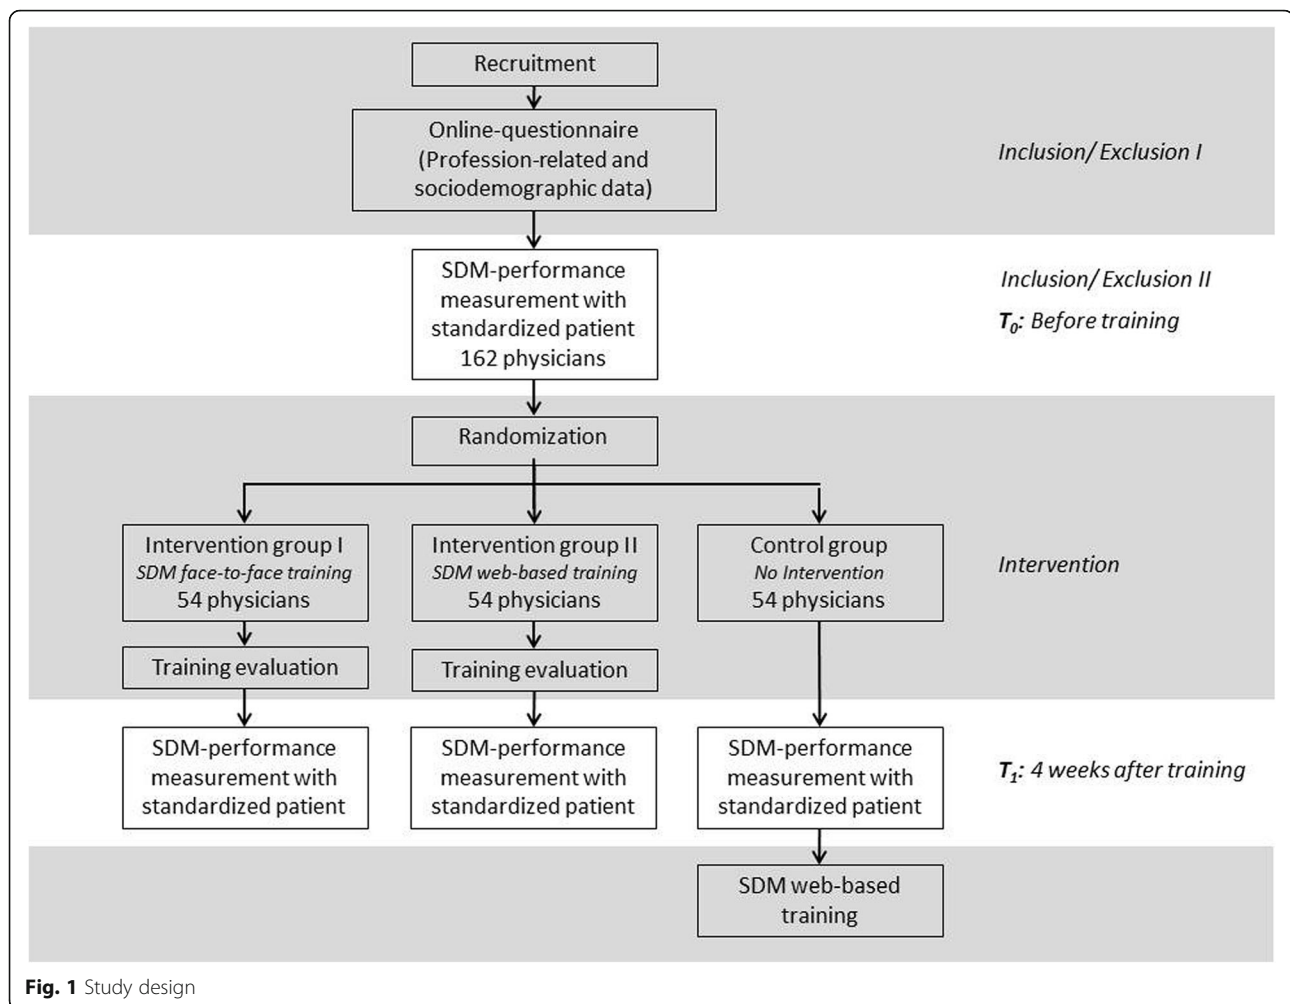 Recruitment
Online-questionnaire
(Profession-related and
sociodemographic data)
Inclusion/ Exclusion I
SDM-performance
measurement with
standardized patient
162 physicians
Inclusion/ Exclusion II
T0: Before training
Randomization
Intervention group I
SDM face-to-face training
54 physicians
Intervention group II
SDM web-based training
54 physicians
Control group
No Intervention
54 physicians
Intervention
Training evaluation
Training evaluation
SDM-performance
measurement with
standardized patient
SDM-performance
measurement with
standardized patient
SDM-performance
measurement with
standardized patient
T1: 4 weeks after training
SDM web-based
training
Fig. 1 Study design